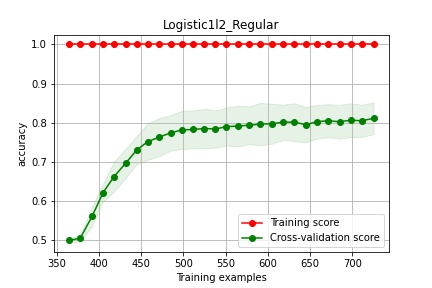 Logistic1l2_Regular
1.0
0.9
0.8
0.7
0.6
0.5
accuracy
Training score
Cross-validation score
350 400 450 500 550 600 650 700
Training examples